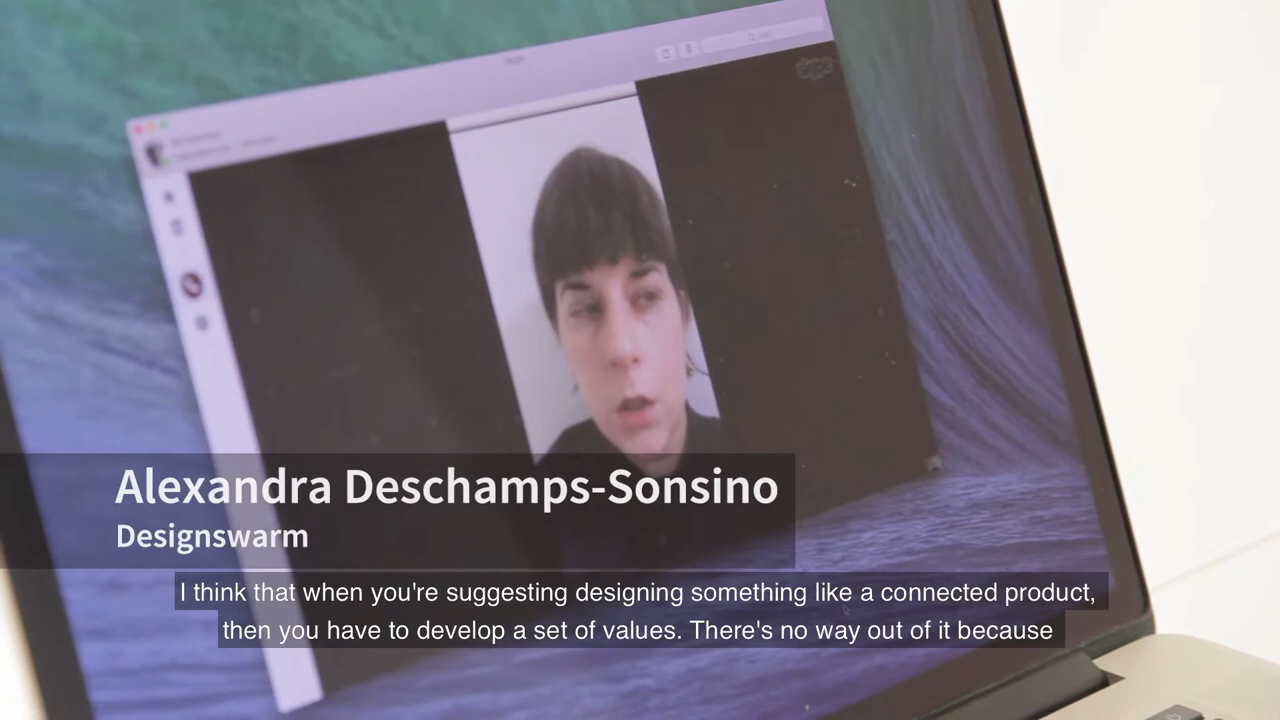 Alexandra Deschamps-Sonsino
Designswarm
I think that when you're suggesting designing something like a connected product,
then you have to develop a set of values. There's no way out of it because